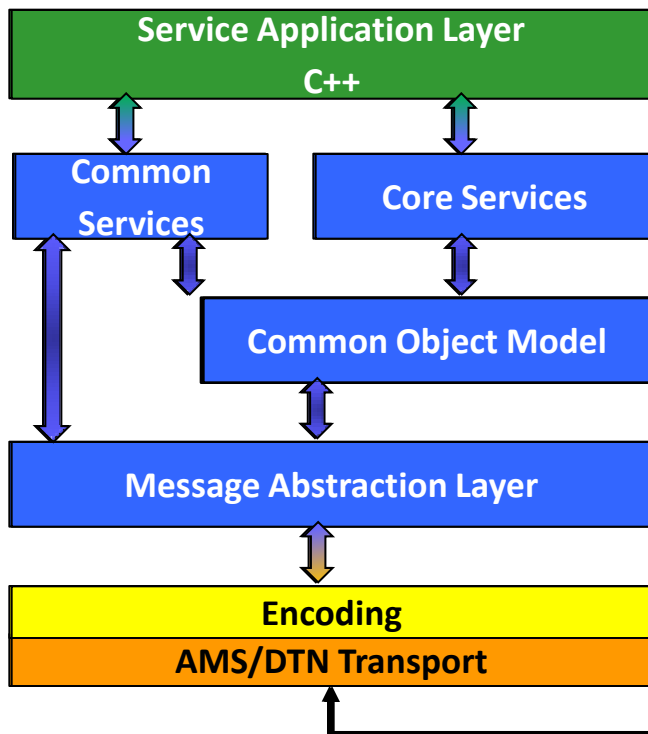 Service Application Layer
C++
Common
Services
Core Services
Common Object Model
Message Abstraction Layer
Encoding
AMS/DTN Transport